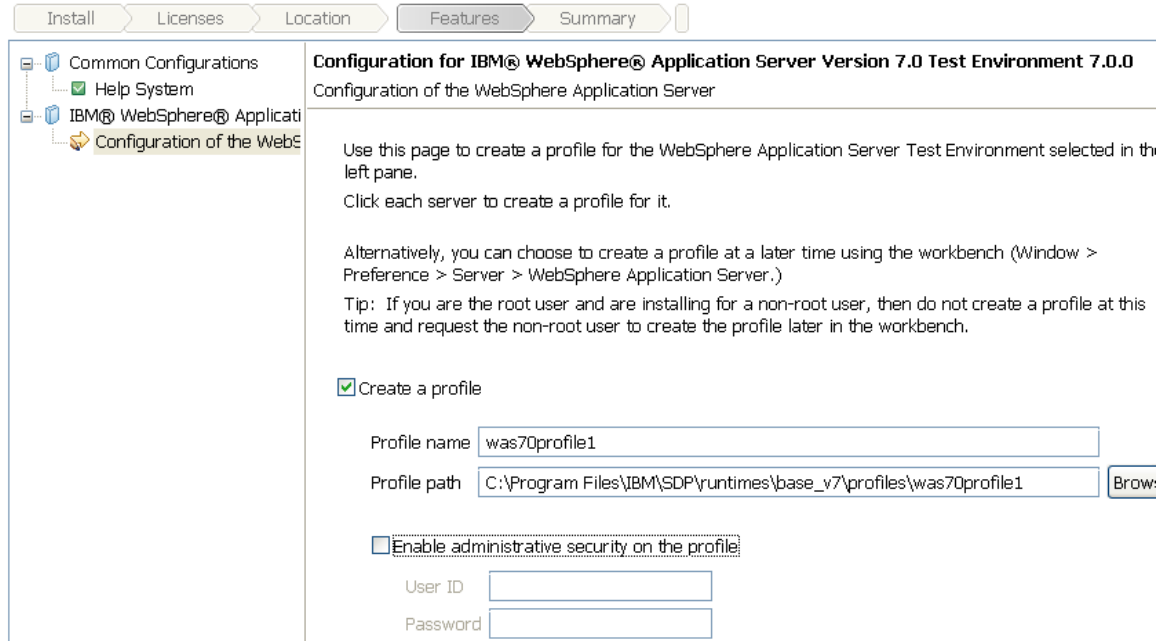 Install Licenses Location Features Summary
Common Configurations
Help System
IBM® WebSphere® Applicati
Configuration of the WebS
Configuration for IBM® WebSphere® Application Server Version 7.0 Test Environment 7.0.0
Configuration of the WebSphere Application Server
Use this page to create a profile for the WebSphere Application Server Test Environment selected in the
left pane.
Click each server to create a profile for it.
Alternatively, you can choose to create a profile at a later time using the workbench (Window >
Preference > Server > WebSphere Application Server.)
Tip: If you are the root user and are installing for a non-root user, then do not create a profile at this
time and request the non-root user to create the profile later in the workbench.
Create a profile
Profile name was70profile1
Profile path C:\Program Files\IBM\SDP\runtimes\base_v7\profiles\was70profile1 Brows
Enable administrative security on the profile
User ID
Password